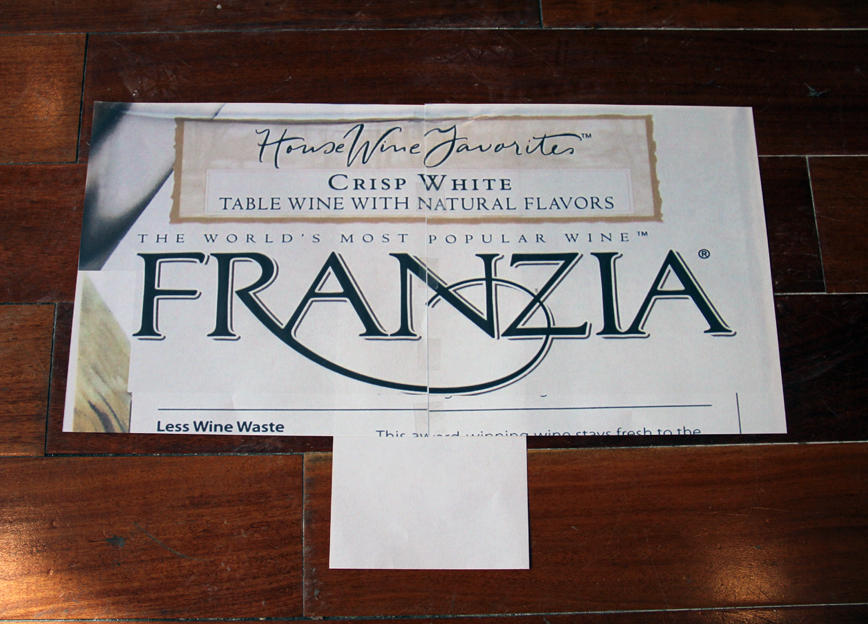 House Wine Favorites™
CRISP WHITE
TABLE WINE WITH NATURAL FLAVORS
THE WORLD'S MOST POPULAR WINE™
FRANZIA®
Less Wine Waste
This award-winning wine stays fresh to the